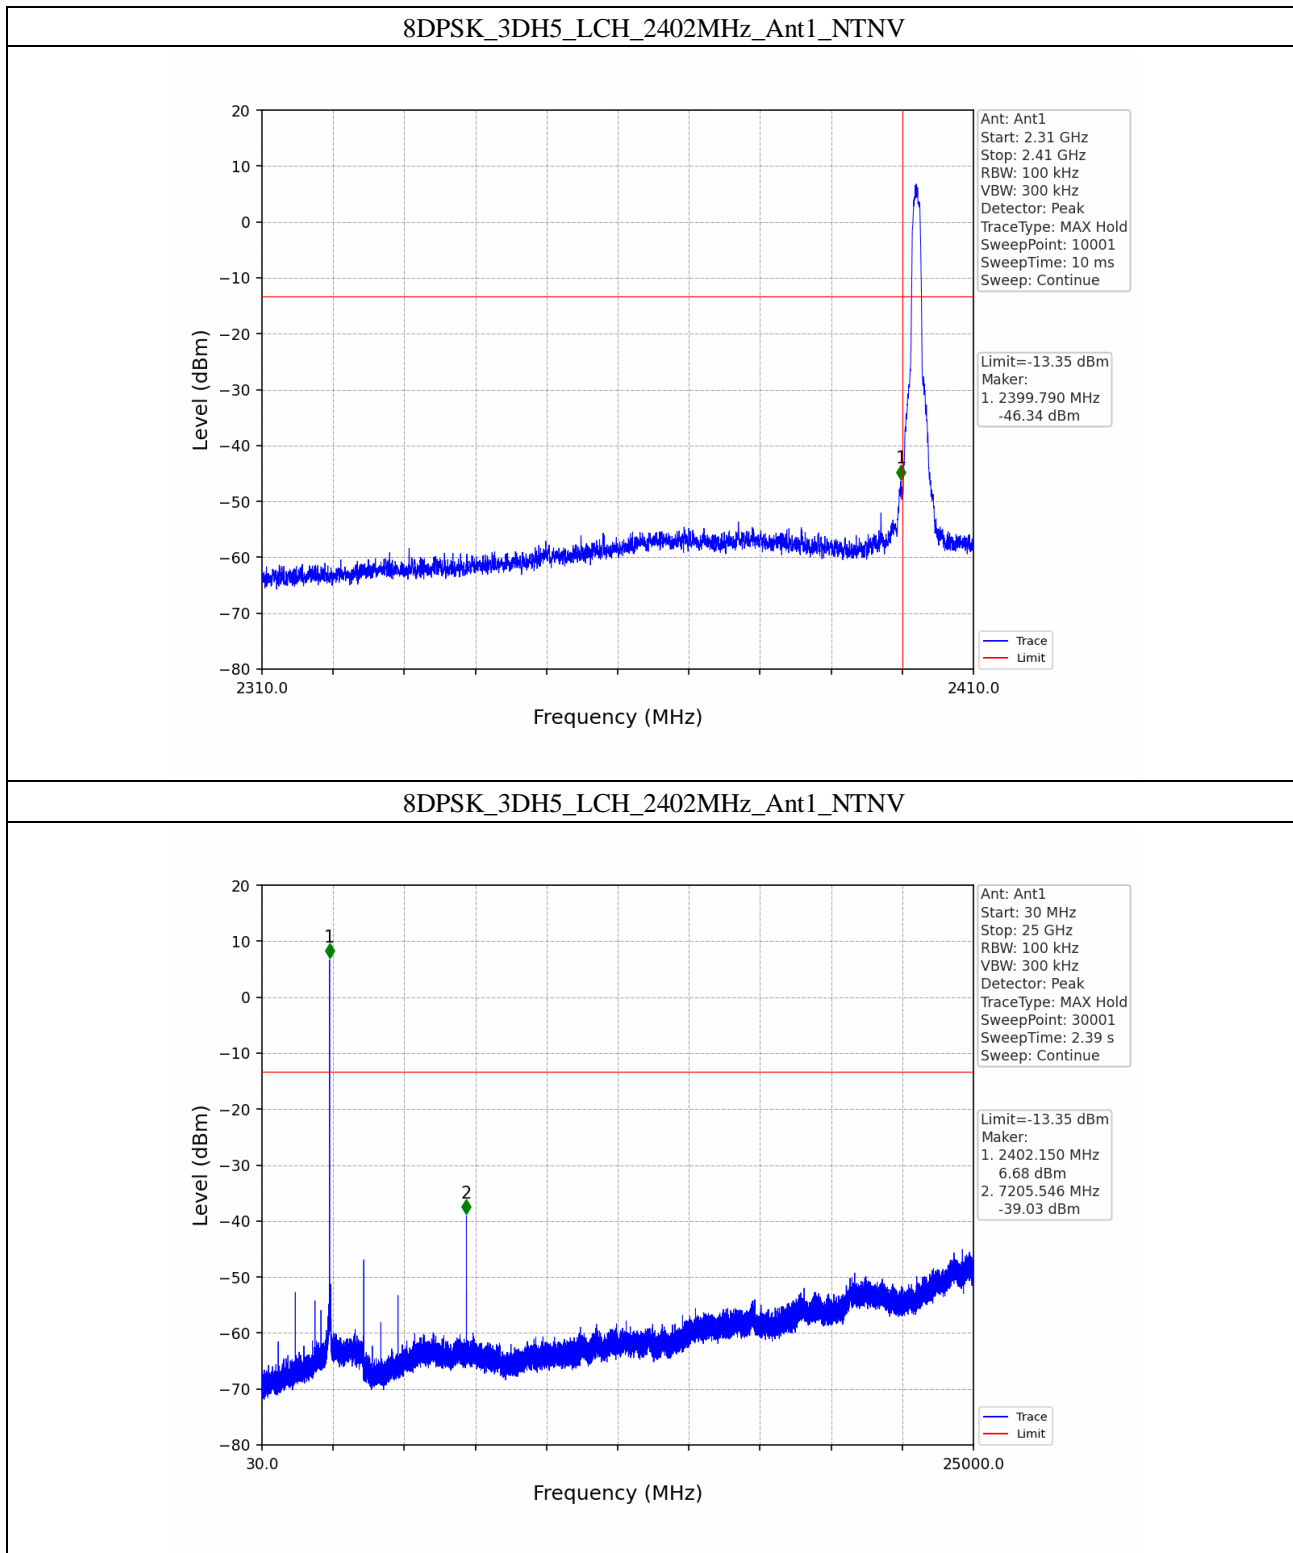 8DPSK_3DH5_LCH_2402MHz_Ant1_NTNV
20
10
0
−10
−20
−30
−40
−50
−60
−70
−80
Level (dBm)
1
2310.0
2410.0
Frequency (MHz)
Ant: Ant1
Start: 2.31 GHz
Stop: 2.41 GHz
RBW: 100 kHz
VBW: 300 kHz
Detector: Peak
TraceType: MAX Hold
SweepPoint: 10001
SweepTime: 10 ms
Sweep: Continue
Limit=-13.35 dBm
Maker:
1. 2399.790 MHz
-46.34 dBm
Trace
Limit
8DPSK_3DH5_LCH_2402MHz_Ant1_NTNV
20
10
0
−10
−20
−30
−40
−50
−60
−70
−80
Level (dBm)
1
2
30.0
25000.0
Frequency (MHz)
Ant: Ant1
Start: 30 MHz
Stop: 25 GHz
RBW: 100 kHz
VBW: 300 kHz
Detector: Peak
TraceType: MAX Hold
SweepPoint: 30001
SweepTime: 2.39 s
Sweep: Continue
Limit=-13.35 dBm
Maker:
1. 2402.150 MHz
6.68 dBm
2. 7205.546 MHz
-39.03 dBm
Trace
Limit